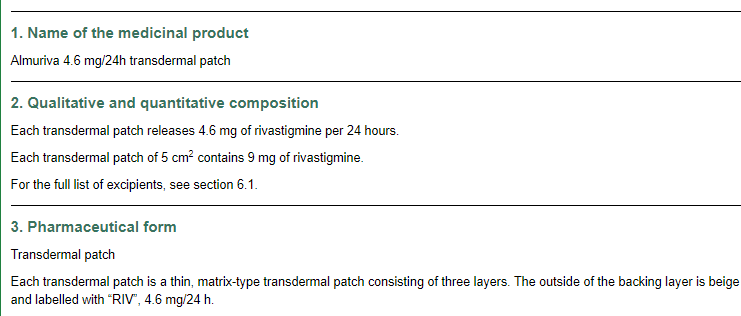 1. Name of the medicinal product
Almuriva 4.6 mg/24h transdermal patch
2. Qualitative and quantitative composition
Each transdermal patch releases 4.6 mg of rivastigmine per 24 hours.
Each transdermal patch of 5 cm² contains 9 mg of rivastigmine.
For the full list of excipients, see section 6.1.
3. Pharmaceutical form
Transdermal patch
Each transdermal patch is a thin, matrix-type transdermal patch consisting of three layers. The outside of the backing layer is beige
and labelled with “RIV”, 4.6 mg/24 h.